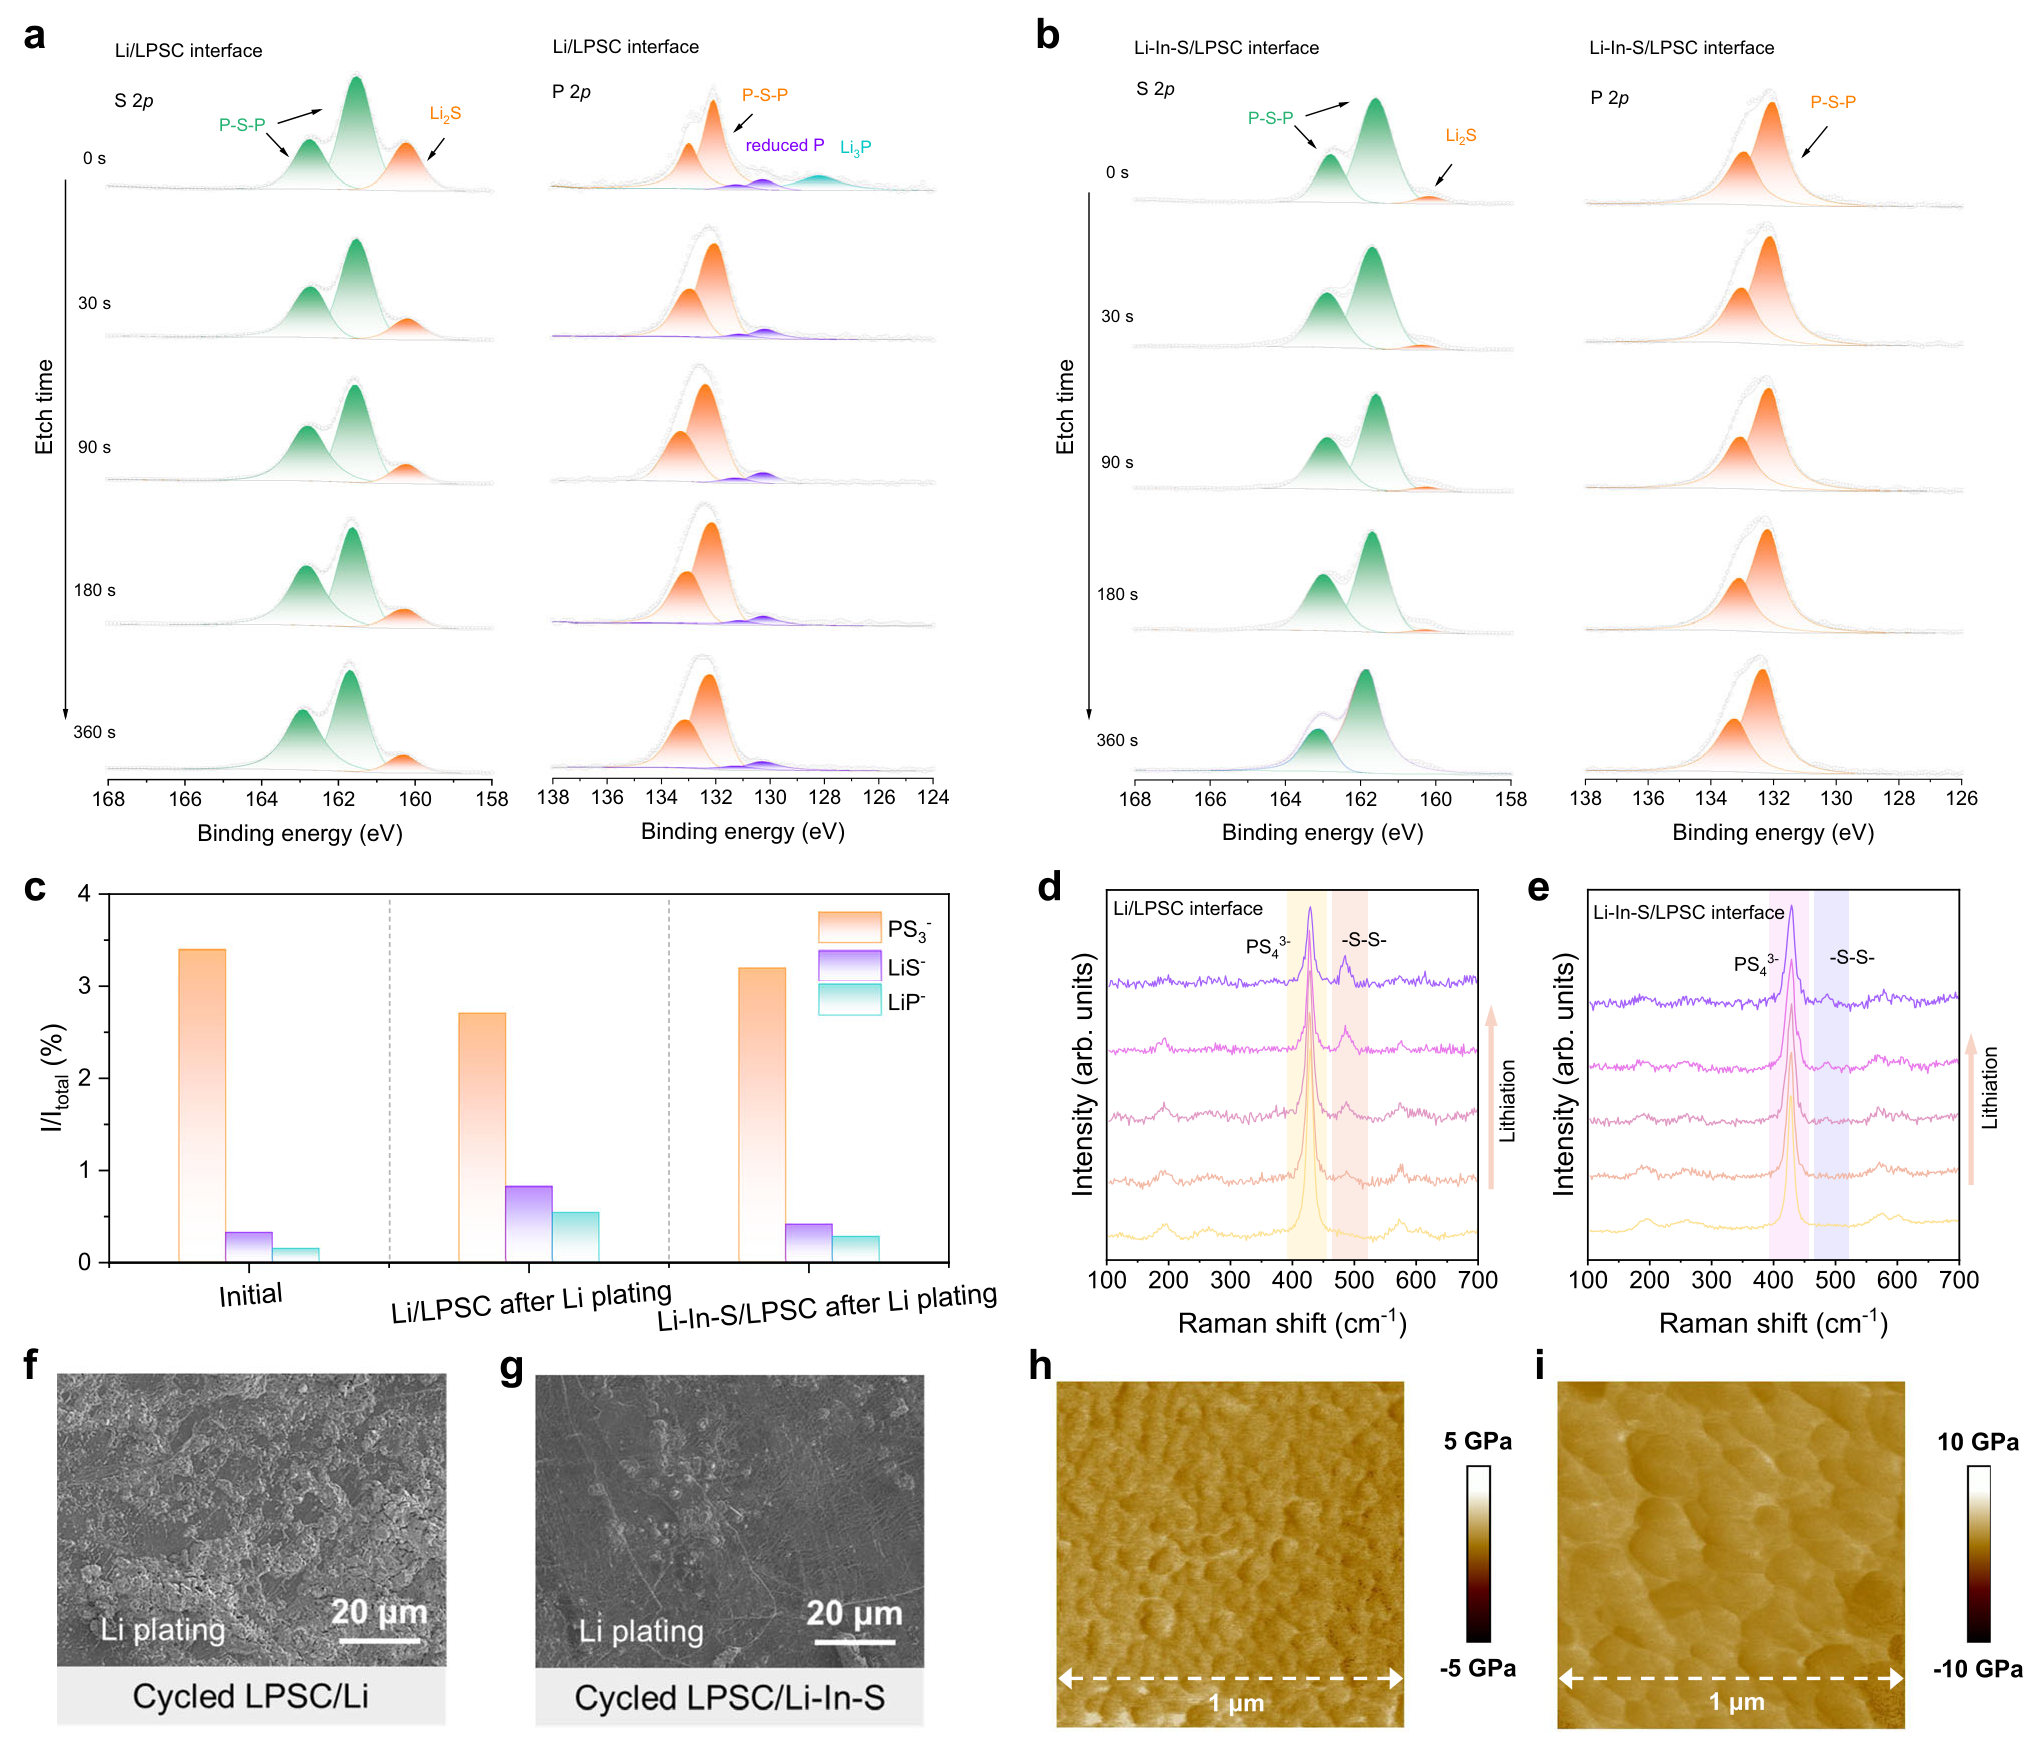 a
Li/LPSC interface
S 2p
P-S-P
Li2S
0 s
30 s
90 s
180 s
360 s
Etch time
168 166 164 162 160 158
Binding energy (eV)
Li/LPSC interface
P 2p
P-S-P
reduced P
Li3P
138 136 134 132 130 128 126 124
Binding energy (eV)
b
Li-In-S/LPSC interface
S 2p
P-S-P
Li2S
0 s
30 s
90 s
180 s
360 s
Etch time
168 166 164 162 160 158
Binding energy (eV)
Li-In-S/LPSC interface
P 2p
P-S-P
138 136 134 132 130 128 126
Binding energy (eV)
c
4
3
2
1
0
I/Itotal (%)
PS3-
LiS-
LiP-
Initial
Li/LPSC after Li plating
Li-In-S/LPSC after Li plating
d
Li/LPSC interface
PS43-
-S-S-
Intensity (arb. units)
Lithiation
100 200 300 400 500 600 700
Raman shift (cm-1)
e
Li-In-S/LPSC interface
PS43-
-S-S-
Intensity (arb. units)
Lithiation
100 200 300 400 500 600 700
Raman shift (cm-1)
f
Li plating
20 µm
Cycled LPSC/Li
g
Li plating
20 µm
Cycled LPSC/Li-In-S
h
1 µm
5 GPa
-5 GPa
i
1 µm
10 GPa
-10 GPa